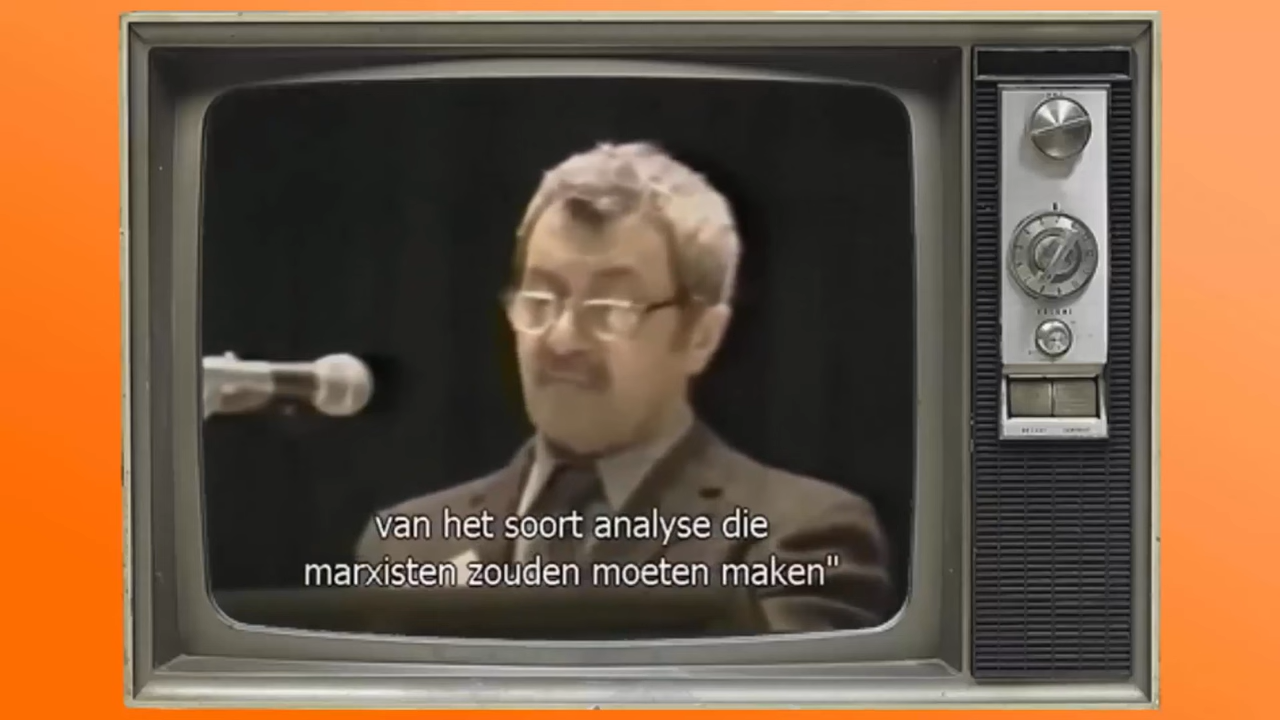 van het soort analyse die
marxisten zouden moeten maken"